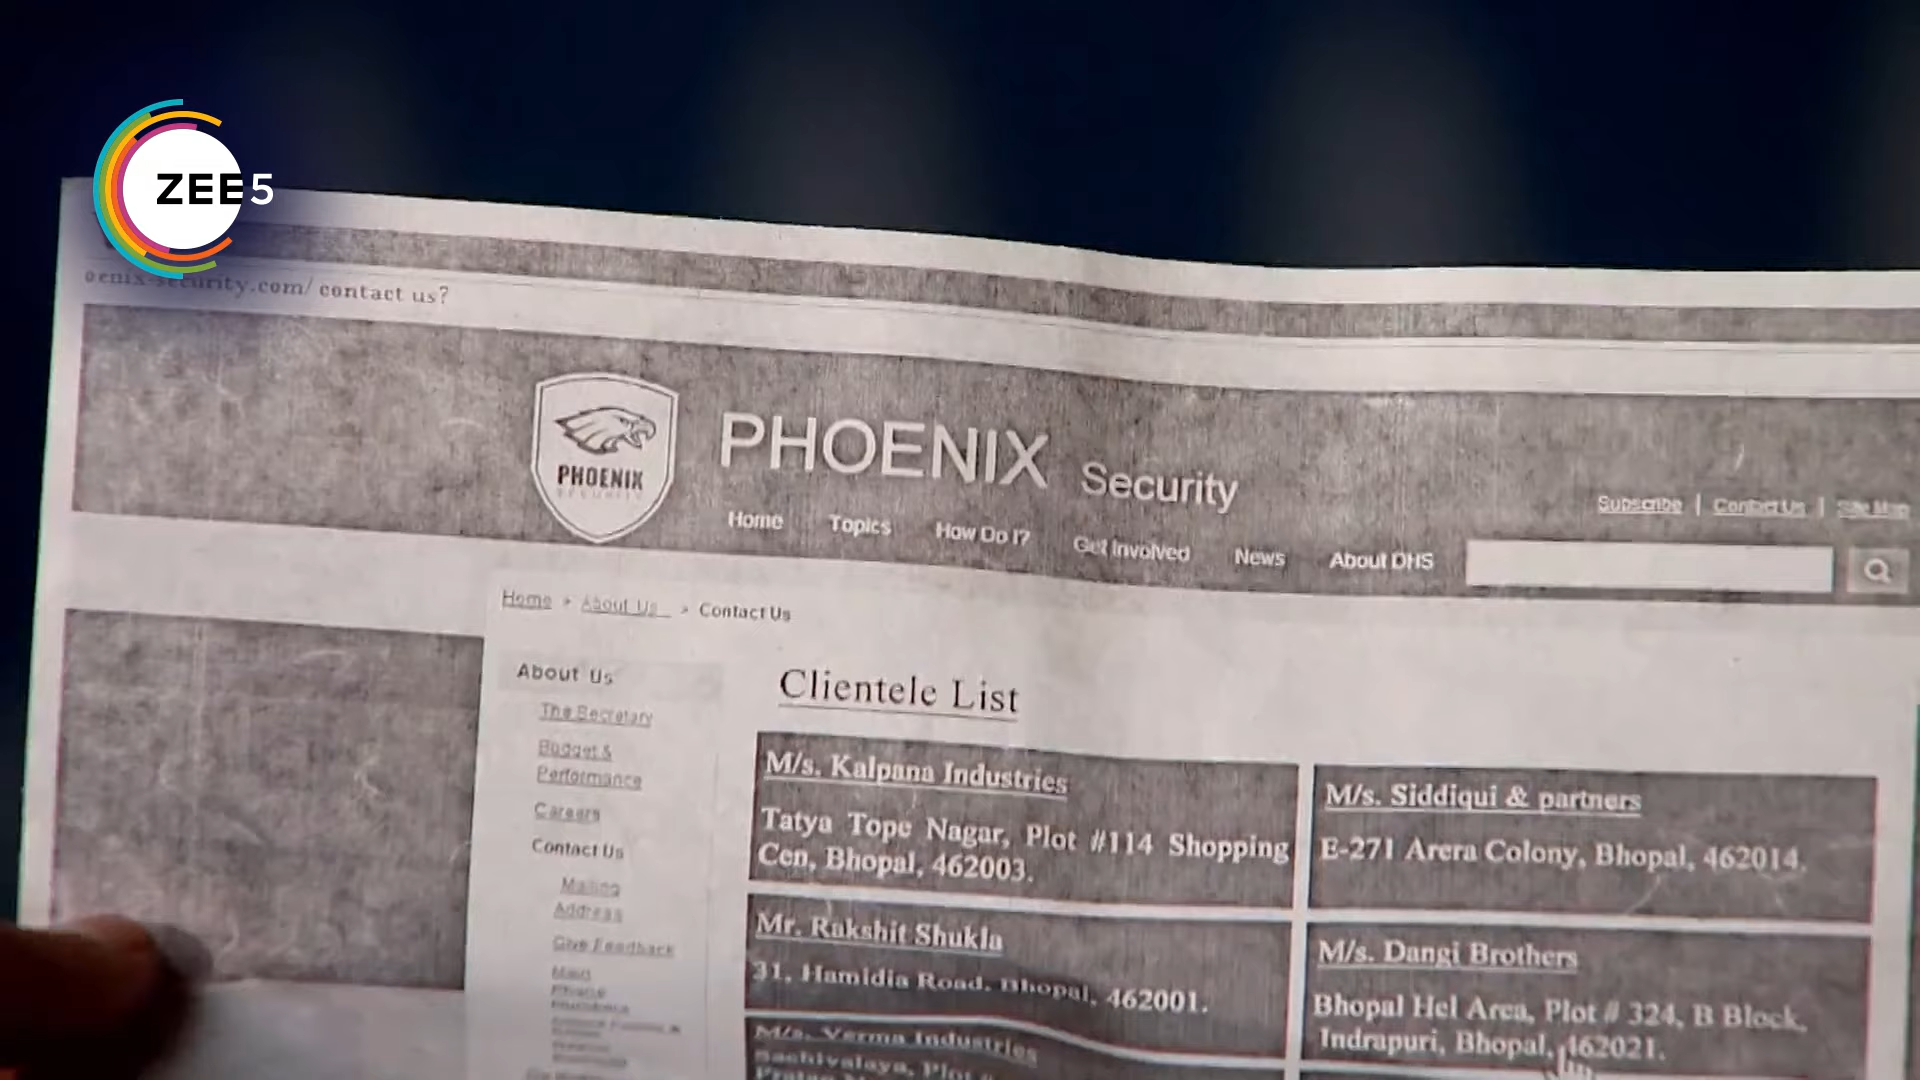 ZEE5
contact us?
PHOENIX
PHOENIX Security
SECURITY
Subscribe | Contact Us | Site Map
Home Topics How Do I? Get Involved News About DHS
Home > About Us > Contact Us
About Us
The Secretary
Budget &
Performance
Careers
Contact Us
Mailing
Address
Give Feedback
Main
Phone
Clientele List
M/s. Kalpana Industries
Tatya Tope Nagar, Plot #114 Shopping
Cen, Bhopal, 462003.
M/s. Siddiqui & partners
E-271 Arera Colony, Bhopal, 462014.
Mr. Rakshit Shukla
31, Hamidia Road. Bhopal, 462001.
M/s. Dangi Brothers
Bhopal Hel Area, Plot # 324, B Block,
Indrapuri, Bhopal, 462021.
M/s. Verma Industries
Sachivalaya, Plot